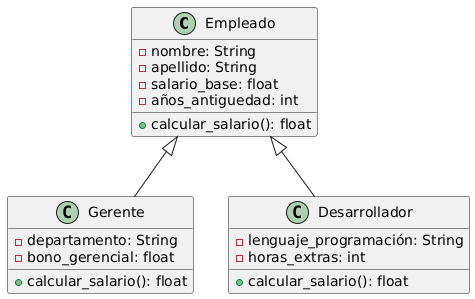 C Empleado
nombre: String
apellido: String
salario_base: float
años_antiguedad: int
calcular_salario(): float
C Gerente
departamento: String
bono_gerencial: float
calcular_salario(): float
C Desarrollador
lenguaje_programación: String
horas_extras: int
calcular_salario(): float